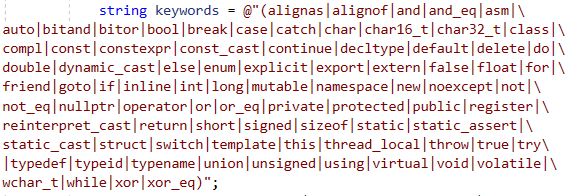 string keywords = @"(alignas|alignof|and|and_eq|asm|\
auto|bitand|bitor|bool|break|case|catch|char|char16_t|char32_t|class|\
compl|const|constexpr|const_cast|continue|decltype|default|delete|do|\
double|dynamic_cast|else|enum|explicit|export|extern|false|float|for|\
friend|goto|if|inline|int|long|mutable|namespace|new|noexcept|not|\
not_eq|nullptr|operator|or|or_eq|private|protected|public|register|\
reinterpret_cast|return|short|signed|sizeof|static|static_assert|\
static_cast|struct|switch|template|this|thread_local|throw|true|try\
|typedef|typeid|typename|union|unsigned|using|virtual|void|volatile|\
wchar_t|while|xor|xor_eq)";